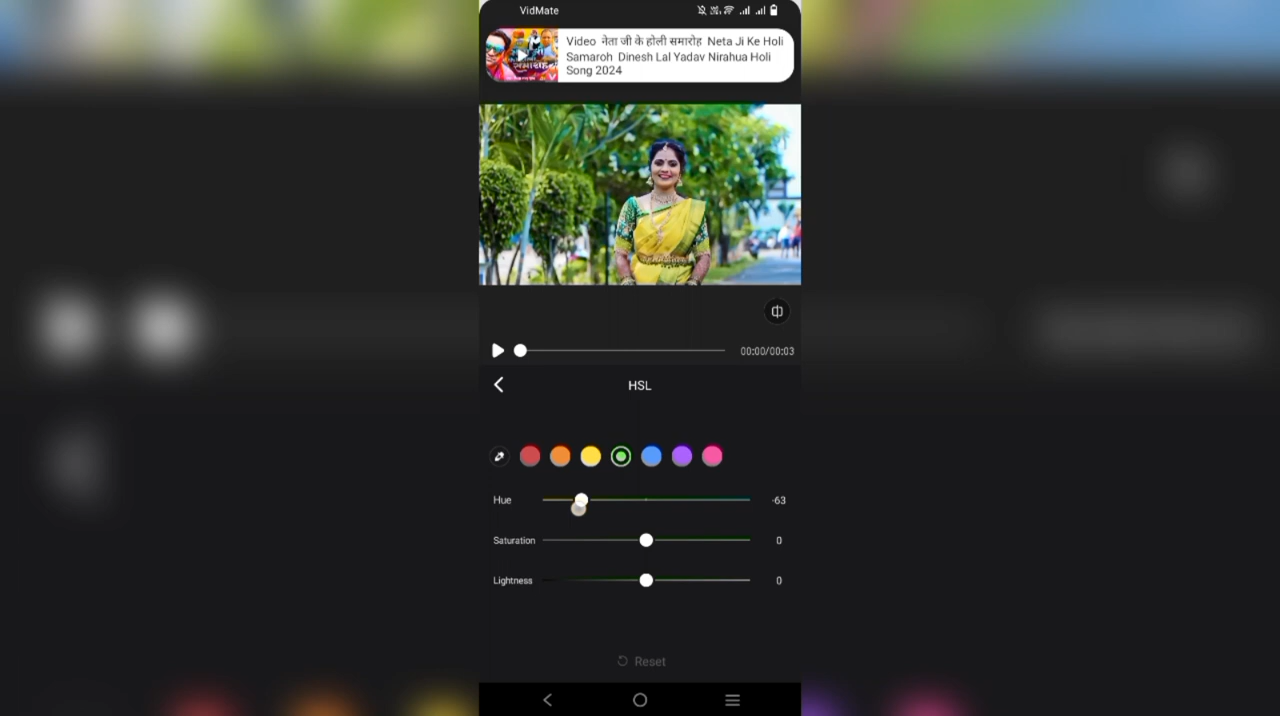 VidMate
Video नेता जी के होली समारोह Neta Ji Ke Holi
Samaroh Dinesh Lal Yadav Nirahua Holi
Song 2024
00:00/00:03
HSL
Hue -63
Saturation 0
Lightness 0
Reset